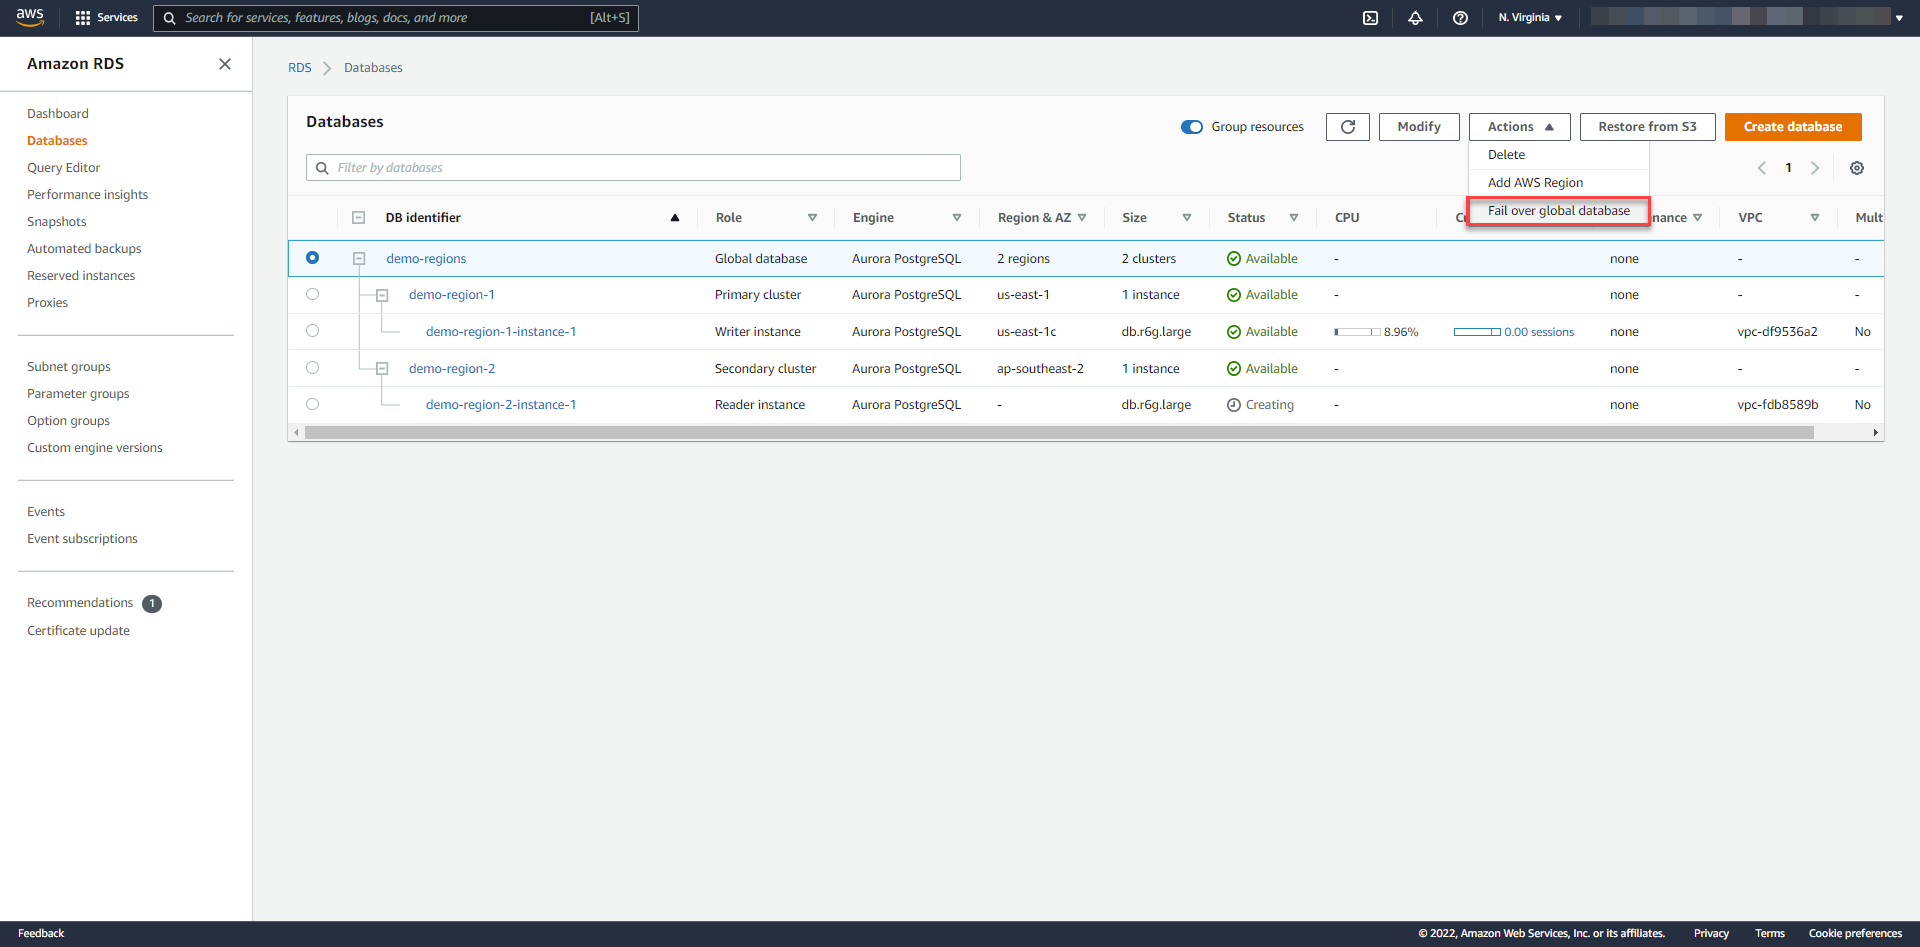 aws Services Search for services, features, blogs, docs, and more [Alt+S] N. Virginia
Amazon RDS
Dashboard
Databases
Query Editor
Performance insights
Snapshots
Automated backups
Reserved instances
Proxies
Subnet groups
Parameter groups
Option groups
Custom engine versions
Events
Event subscriptions
Recommendations 1
Certificate update
RDS Databases
Databases Group resources Modify Actions Restore from S3 Create database
Filter by databases 1
Delete
Add AWS Region
Fail over global database
DB identifier Role Engine Region & AZ Size Status CPU nance VPC Mult
demo-regions Global database Aurora PostgreSQL 2 regions 2 clusters Available - none - -
demo-region-1 Primary cluster Aurora PostgreSQL us-east-1 1 instance Available - none - -
demo-region-1-instance-1 Writer instance Aurora PostgreSQL us-east-1c db.r6g.large Available 8.96% 0.00 sessions none vpc-df9536a2 No
demo-region-2 Secondary cluster Aurora PostgreSQL ap-southeast-2 1 instance Available - none - -
demo-region-2-instance-1 Reader instance Aurora PostgreSQL - db.r6g.large Creating - none vpc-fdb8589b No
Feedback © 2022, Amazon Web Services, Inc. or its affiliates. Privacy Terms Cookie preferences